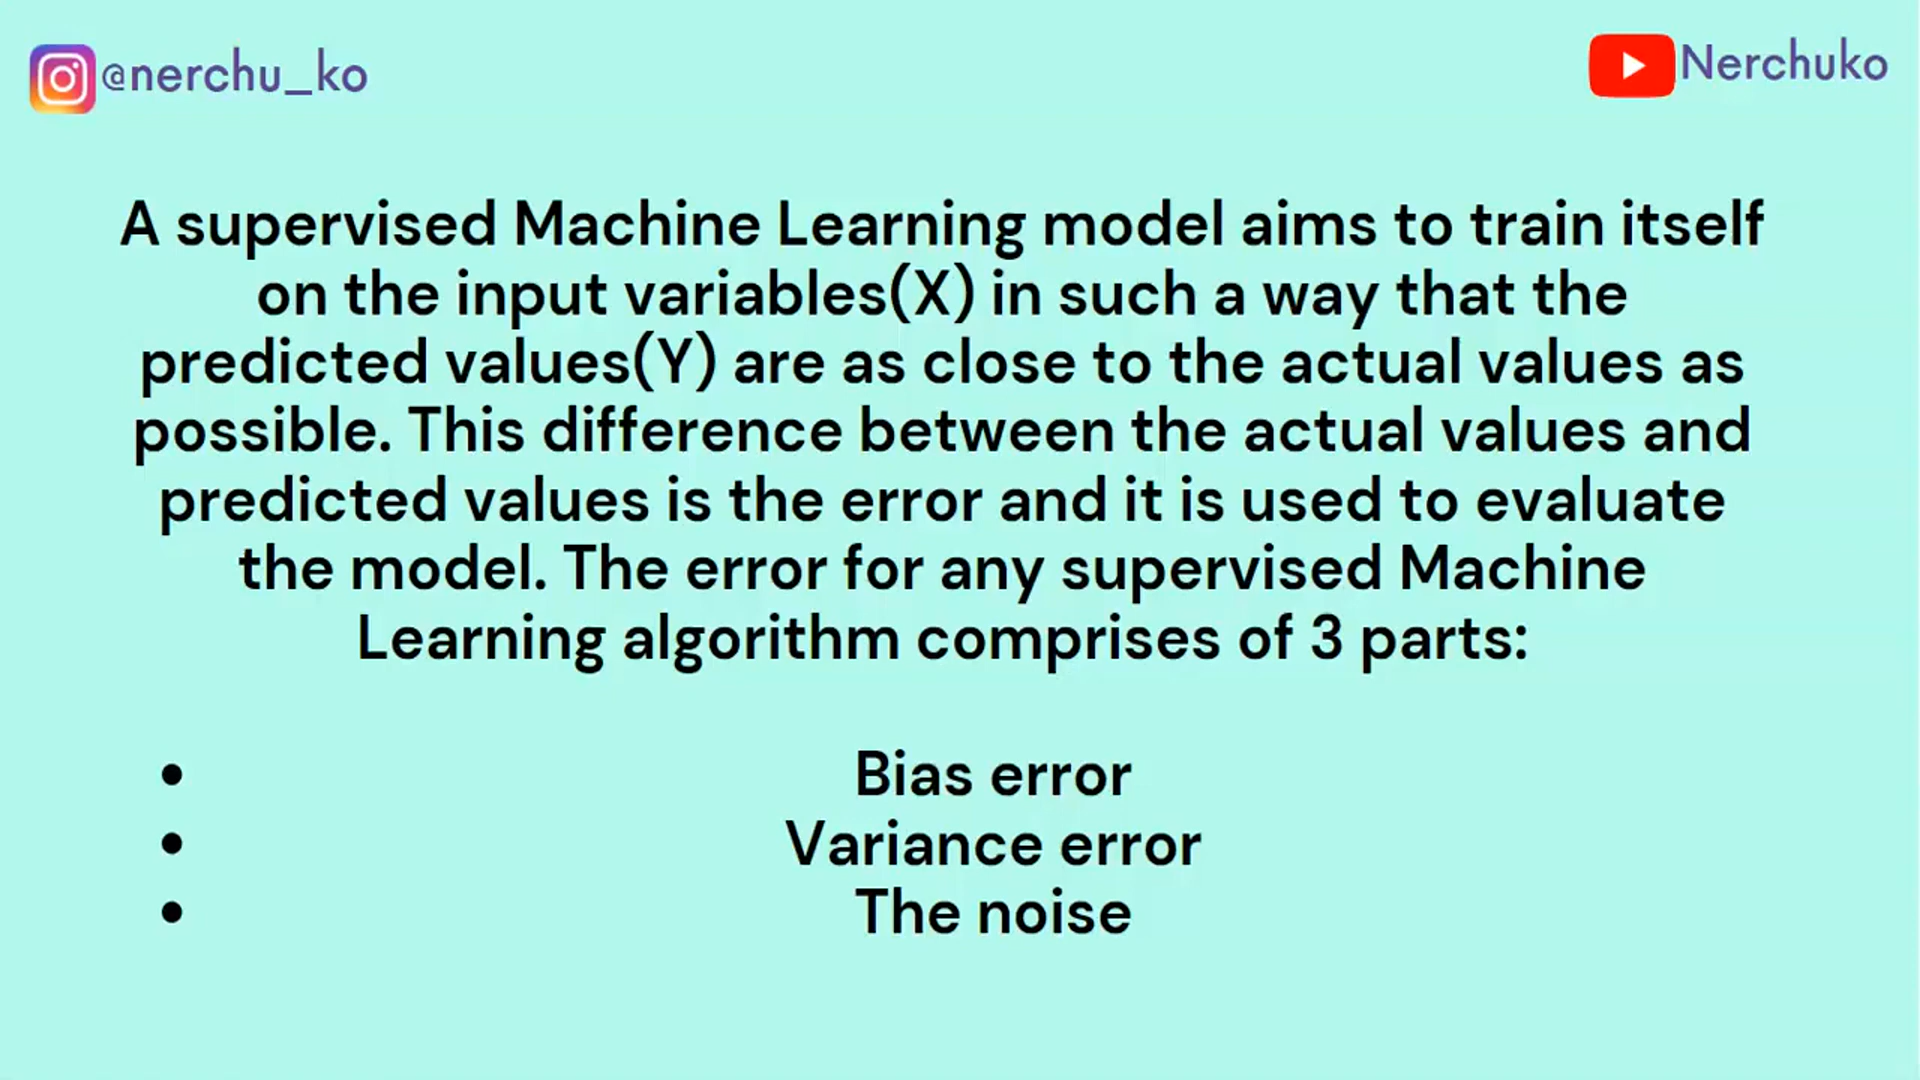 @nerchu_ko
Nerchuko
A supervised Machine Learning model aims to train itself
on the input variables(X) in such a way that the
predicted values(Y) are as close to the actual values as
possible. This difference between the actual values and
predicted values is the error and it is used to evaluate
the model. The error for any supervised Machine
Learning algorithm comprises of 3 parts:
• Bias error
• Variance error
• The noise